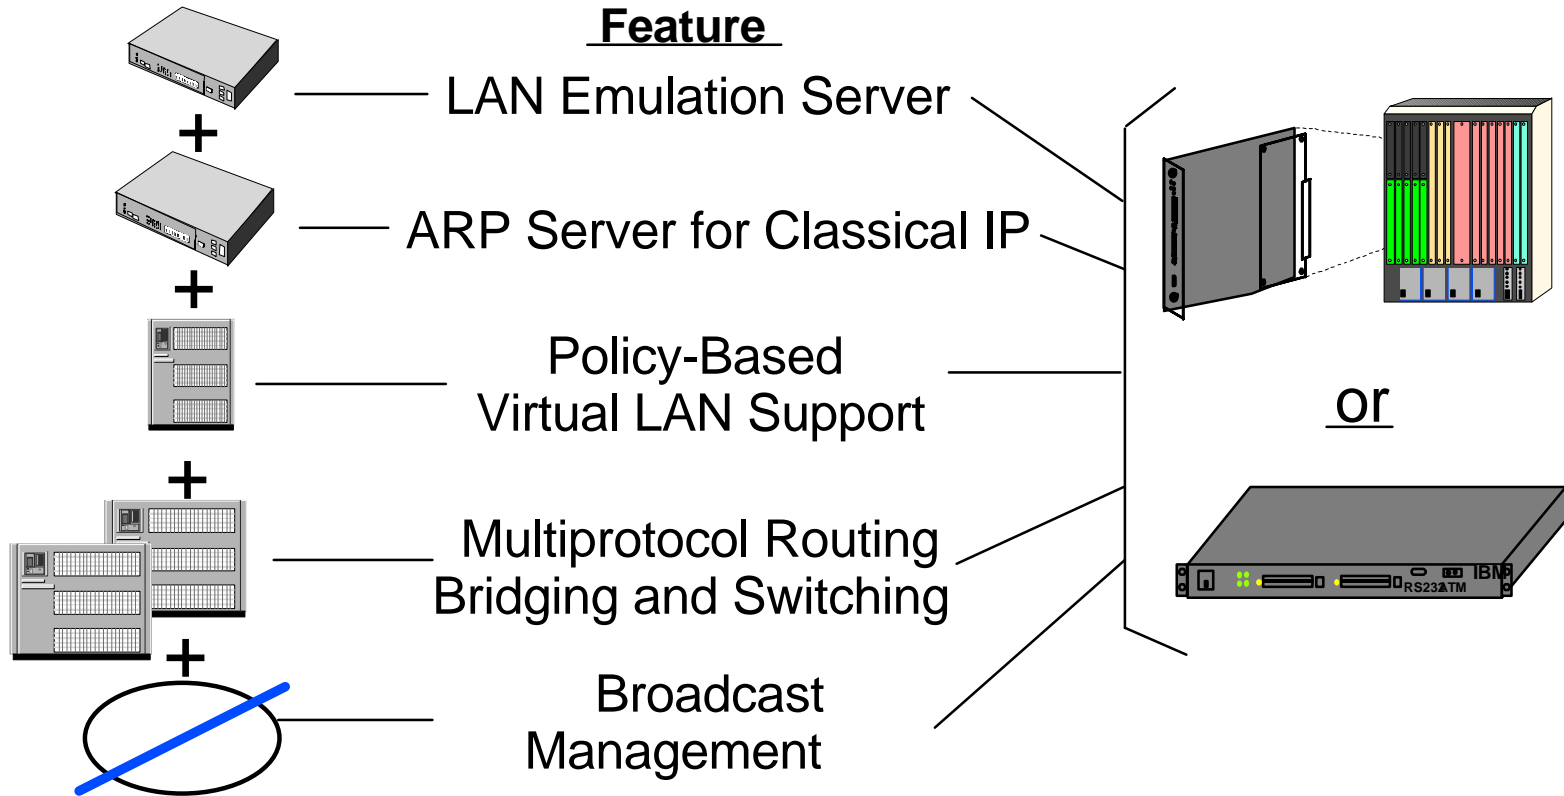 Feature
LAN Emulation Server
+
ARP Server for Classical IP
+
Policy-Based
Virtual LAN Support
or
+
Multiprotocol Routing
Bridging and Switching
IBM
RS232 ATM
+
Broadcast
Management